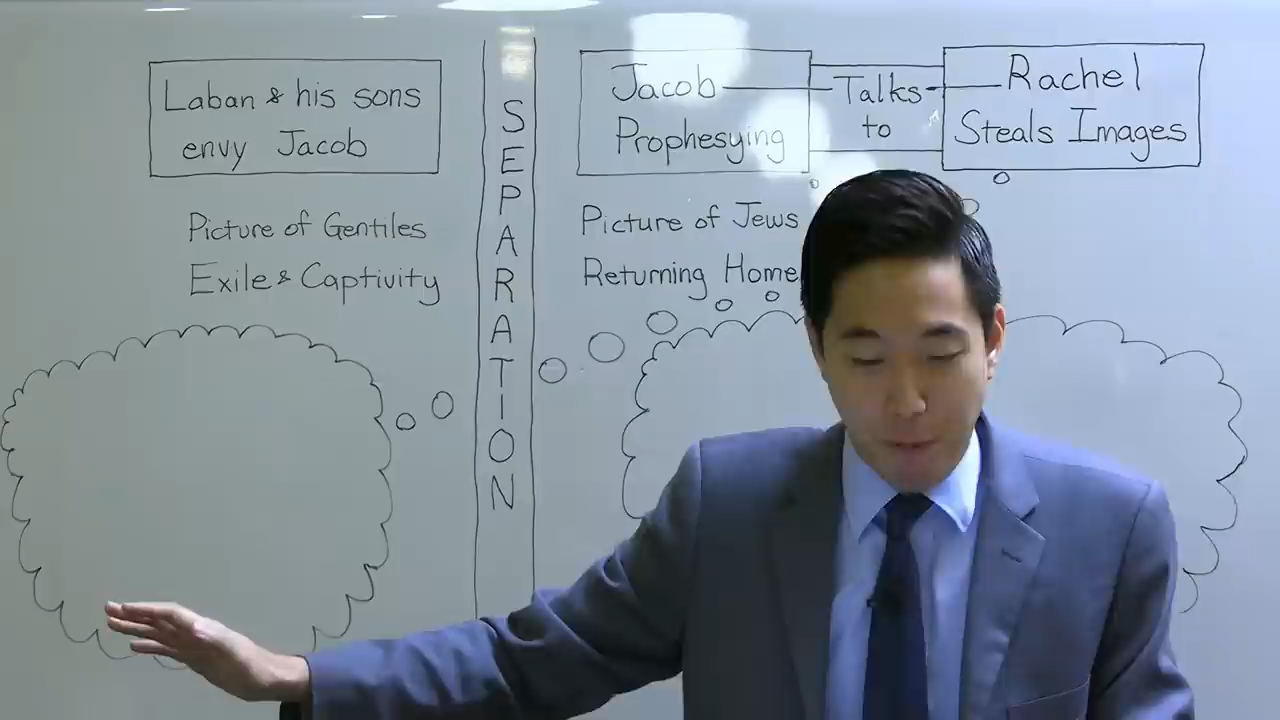 Laban & his sons
envy Jacob
Picture of Gentiles
Exile & Captivity
SEPARATION
Jacob
Prophesying
Talks
to
Rachel
Steals Images
Picture of Jews
Returning Home